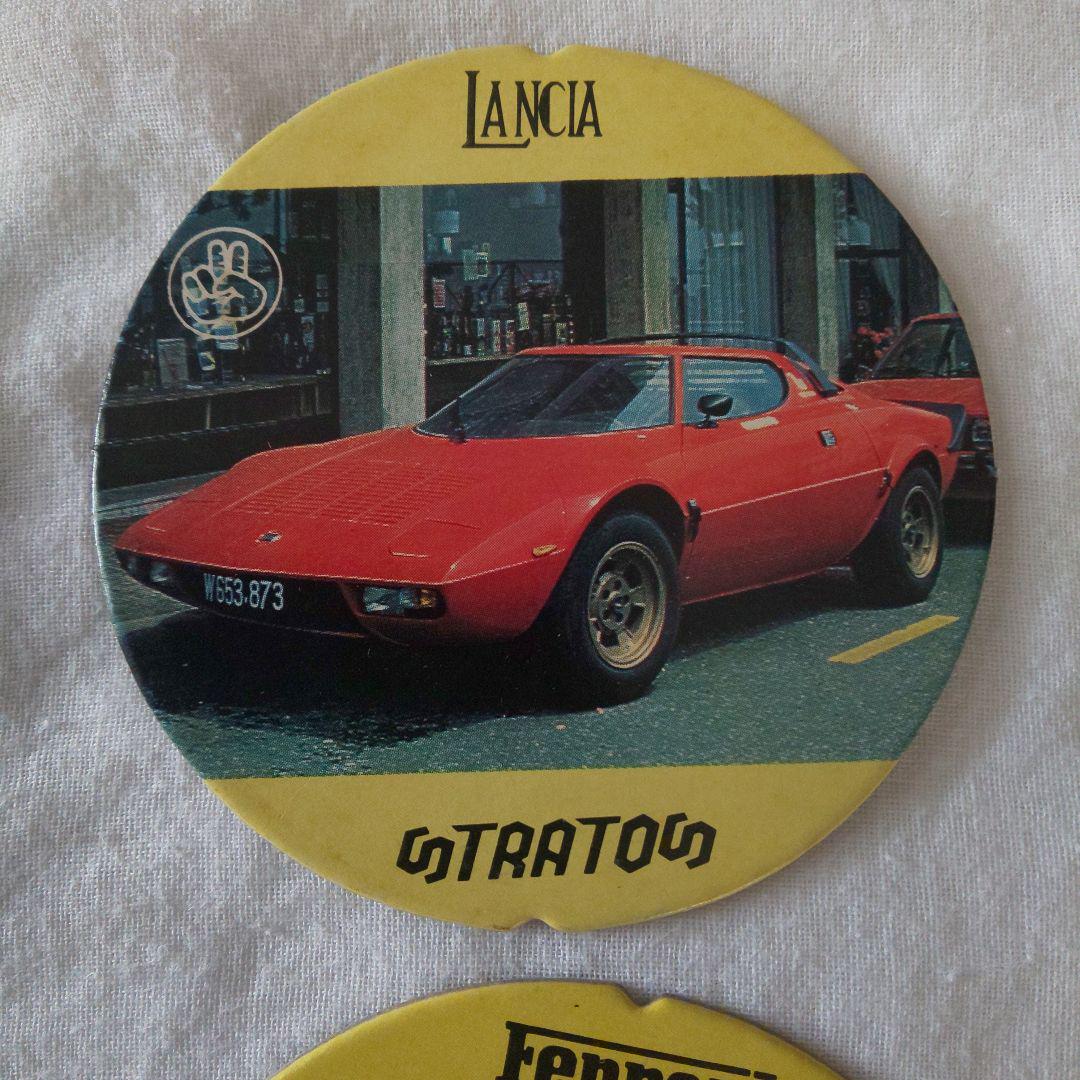 LANCIA
W653.873
STRATOS
Ferrari